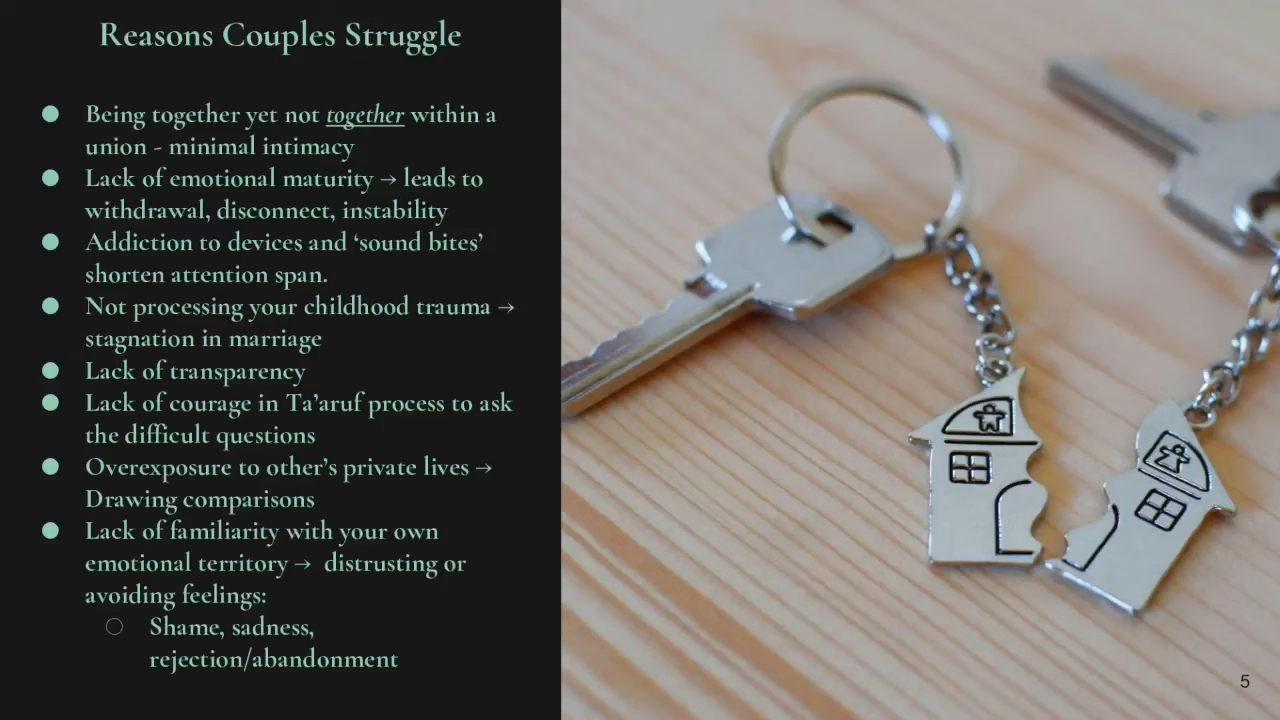 Reasons Couples Struggle
● Being together yet not together within a
union - minimal intimacy
● Lack of emotional maturity → leads to
withdrawal, disconnect, instability
● Addiction to devices and ‘sound bites’
shorten attention span.
● Not processing your childhood trauma →
stagnation in marriage
● Lack of transparency
● Lack of courage in Ta’aruf process to ask
the difficult questions
● Overexposure to other’s private lives →
Drawing comparisons
● Lack of familiarity with your own
emotional territory → distrusting or
avoiding feelings:
○ Shame, sadness,
rejection/abandonment
5